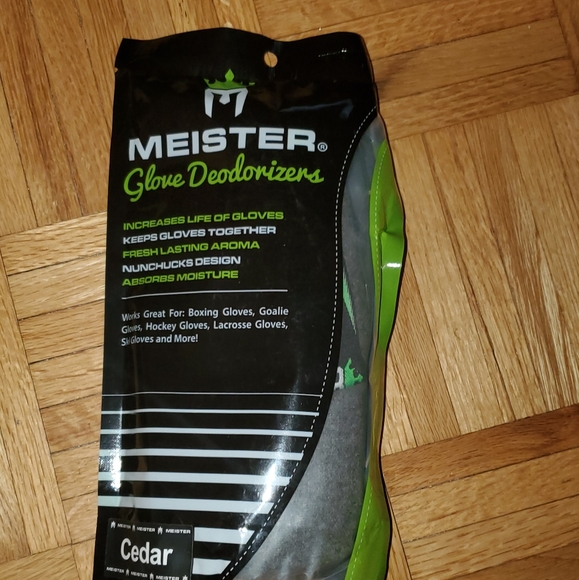 MEISTER®
Glove Deodorizers
INCREASES LIFE OF GLOVES
KEEPS GLOVES TOGETHER
FRESH LASTING AROMA
NUNCHUCKS DESIGN
ABSORBS MOISTURE
Works Great For: Boxing Gloves, Goalie
Gloves, Hockey Gloves, Lacrosse Gloves,
Ski Gloves and More!
MEISTER MEISTER MEISTER
Cedar
MEISTER MEISTER MEISTER